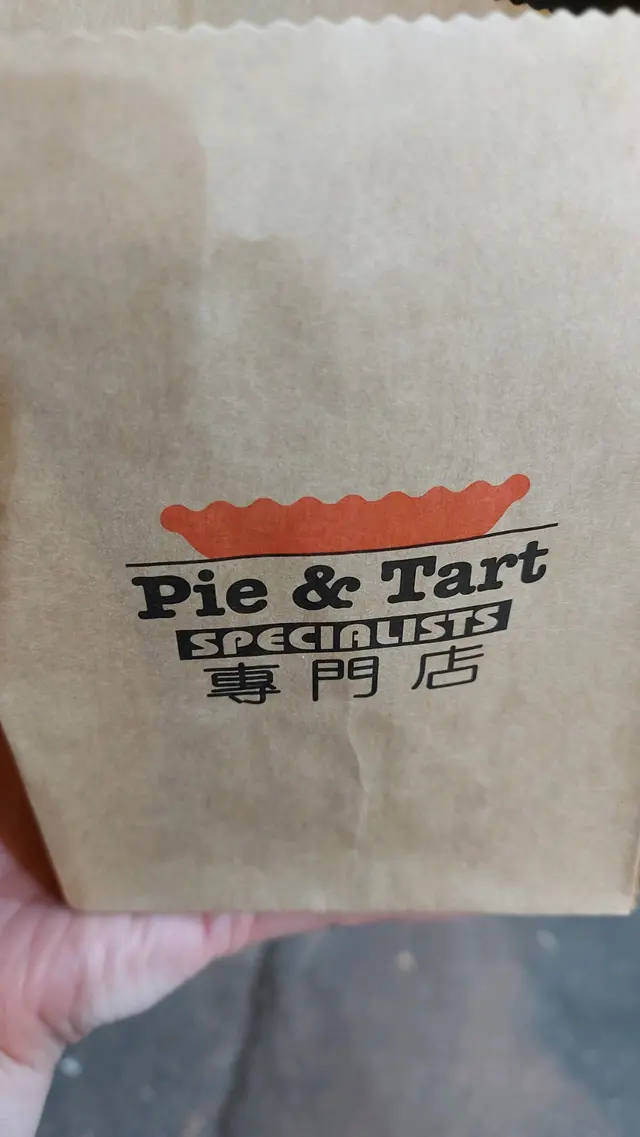 Pie & Tart
SPECIALISTS
專門店